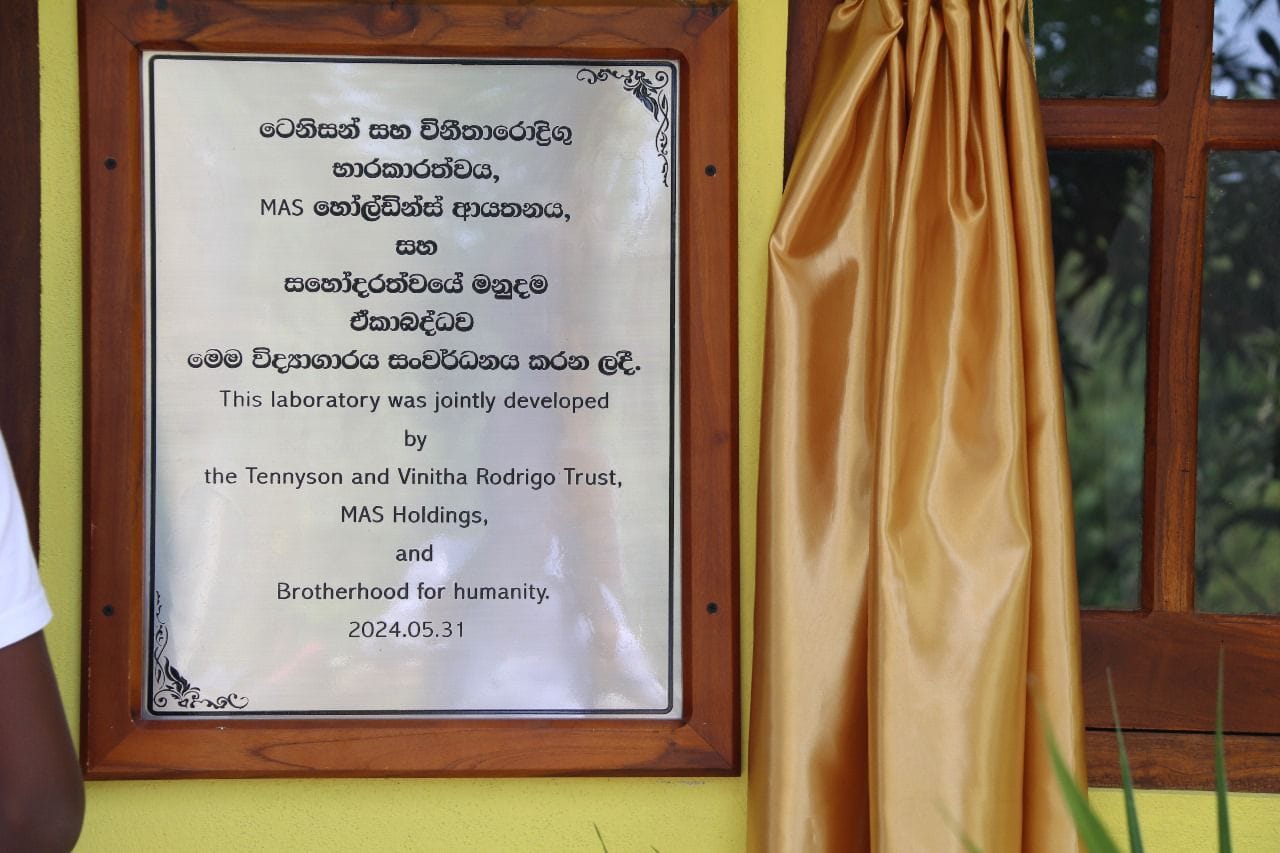 ටෙනිසන් සහ විනීතාරොද්‍රිගු
භාරකාරත්වය,
MAS හෝල්ඩින්ස් ආයතනය,
සහ
සහෝදරත්වයේ මනුදම
ඒකාබද්ධව
මෙම විද්‍යාගාරය සංවර්ධනය කරන ලදී.
This laboratory was jointly developed
by
the Tennyson and Vinitha Rodrigo Trust,
MAS Holdings,
and
Brotherhood for humanity.
2024.05.31